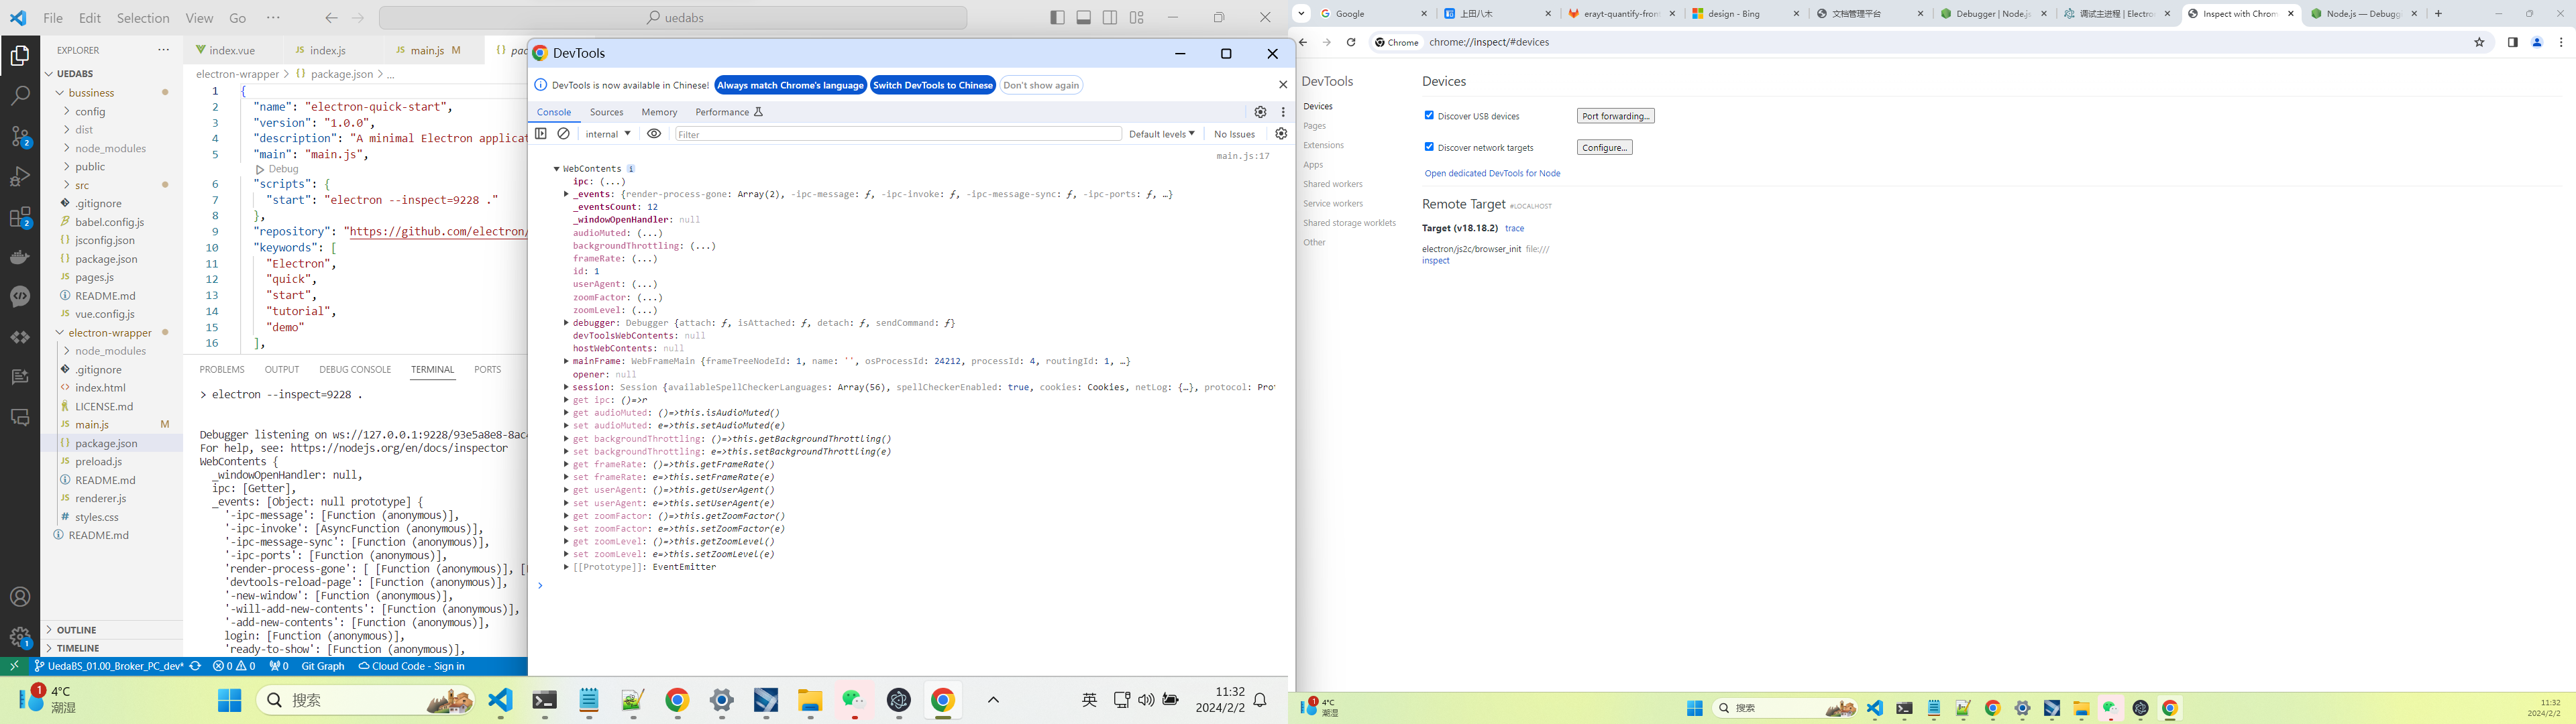 File Edit Selection View Go ··· uedabs
EXPLORER ···
UEDABS
bussiness
config
dist
node_modules
public
src
.gitignore
babel.config.js
jsconfig.json
package.json
pages.js
README.md
vue.config.js
electron-wrapper
node_modules
.gitignore
index.html
LICENSE.md
main.js M
package.json
preload.js
README.md
renderer.js
styles.css
README.md
OUTLINE
TIMELINE
index.vue index.js main.js M
electron-wrapper > {} package.json > ...
1 {
2 "name": "electron-quick-start",
3 "version": "1.0.0",
4 "description": "A minimal Electron applicat
5 "main": "main.js",
Debug
6 "scripts": {
7 "start": "electron --inspect=9228 ."
8 },
9 "repository": "https://github.com/electron/
10 "keywords": [
11 "Electron",
12 "quick",
13 "start",
14 "tutorial",
15 "demo"
16 ],
PROBLEMS OUTPUT DEBUG CONSOLE TERMINAL PORTS
> electron --inspect=9228 .
Debugger listening on ws://127.0.0.1:9228/93e5a8e8-8ac
For help, see: https://nodejs.org/en/docs/inspector
WebContents {
_windowOpenHandler: null,
ipc: [Getter],
_events: [Object: null prototype] {
'-ipc-message': [Function (anonymous)],
'-ipc-invoke': [AsyncFunction (anonymous)],
'-ipc-message-sync': [Function (anonymous)],
'-ipc-ports': [Function (anonymous)],
'render-process-gone': [ [Function (anonymous)], [
'devtools-reload-page': [Function (anonymous)],
'-new-window': [Function (anonymous)],
'-will-add-new-contents': [Function (anonymous)],
'-add-new-contents': [Function (anonymous)],
login: [Function (anonymous)],
'ready-to-show': [Function (anonymous)],
UedaBS_01.00_Broker_PC_dev* 0 0 0 Git Graph Cloud Code - Sign in
DevTools
DevTools is now available in Chinese! Always match Chrome's language Switch DevTools to Chinese Don't show again
Console Sources Memory Performance
internal Filter Default levels No Issues
main.js:17
WebContents i
ipc: (...)
_events: {render-process-gone: Array(2), -ipc-message: ƒ, -ipc-invoke: ƒ, -ipc-message-sync: ƒ, -ipc-ports: ƒ, …}
_eventsCount: 12
_windowOpenHandler: null
audioMuted: (...)
backgroundThrottling: (...)
frameRate: (...)
id: 1
userAgent: (...)
zoomFactor: (...)
zoomLevel: (...)
debugger: Debugger {attach: ƒ, isAttached: ƒ, detach: ƒ, sendCommand: ƒ}
devToolsWebContents: null
hostWebContents: null
mainFrame: WebFrameMain {frameTreeNodeId: 1, name: '', osProcessId: 24212, processId: 4, routingId: 1, …}
opener: null
session: Session {availableSpellCheckerLanguages: Array(56), spellCheckerEnabled: true, cookies: Cookies, netLog: {…}, protocol: Pro
get ipc: ()=>r
get audioMuted: ()=>this.isAudioMuted()
set audioMuted: e=>this.setAudioMuted(e)
get backgroundThrottling: ()=>this.getBackgroundThrottling()
set backgroundThrottling: e=>this.setBackgroundThrottling(e)
get frameRate: ()=>this.getFrameRate()
set frameRate: e=>this.setFrameRate(e)
get userAgent: ()=>this.getUserAgent()
set userAgent: e=>this.setUserAgent(e)
get zoomFactor: ()=>this.getZoomFactor()
set zoomFactor: e=>this.setZoomFactor(e)
get zoomLevel: ()=>this.getZoomLevel()
set zoomLevel: e=>this.setZoomLevel(e)
[[Prototype]]: EventEmitter
4°C
潮湿
搜索
英
11:32
2024/2/2
Google 上田八木 erayt-quantify-fron design - Bing 文档管理平台 Debugger | Node.js 调试主进程 | Electron Inspect with Chrom Node.js — Debugg
Chrome chrome://inspect/#devices
DevTools
Devices
Pages
Extensions
Apps
Shared workers
Service workers
Shared storage worklets
Other
Devices
Discover USB devices Port forwarding...
Discover network targets Configure...
Open dedicated DevTools for Node
Remote Target #LOCALHOST
Target (v18.18.2) trace
electron/js2c/browser_init file:///
inspect
4°C
潮湿
搜索
11:32
2024/2/2